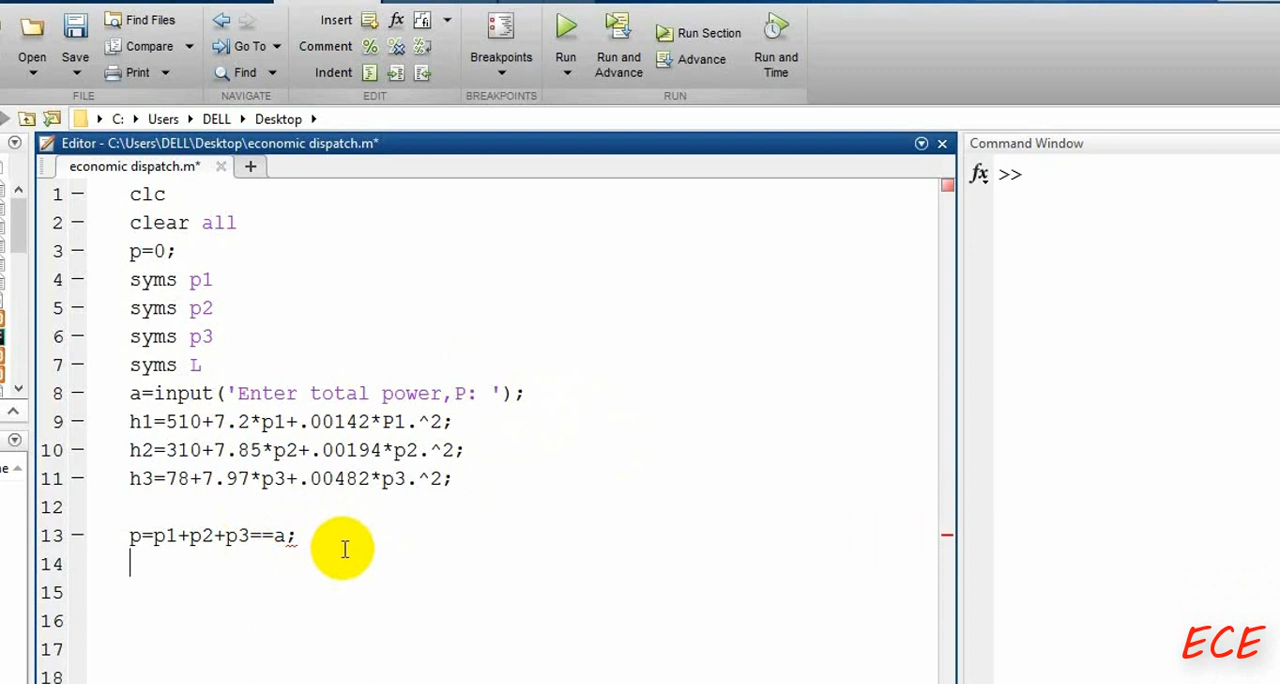 Open
Save
Find Files
Compare
Print
FILE
Go To
Find
NAVIGATE
Insert fx
Comment
Indent
EDIT
Breakpoints
BREAKPOINTS
Run
Run and Advance
Run Section
Advance
Run and Time
RUN
C: Users DELL Desktop
Editor - C:\Users\DELL\Desktop\economic dispatch.m*
economic dispatch.m*
1 clc
2 clear all
3 p=0;
4 syms p1
5 syms p2
6 syms p3
7 syms L
8 a=input('Enter total power,P: ');
9 h1=510+7.2*p1+.00142*P1.^2;
10 h2=310+7.85*p2+.00194*p2.^2;
11 h3=78+7.97*p3+.00482*p3.^2;
12
13 p=p1+p2+p3==a;
14
15
16
17
18
Command Window
fx >>
ECE